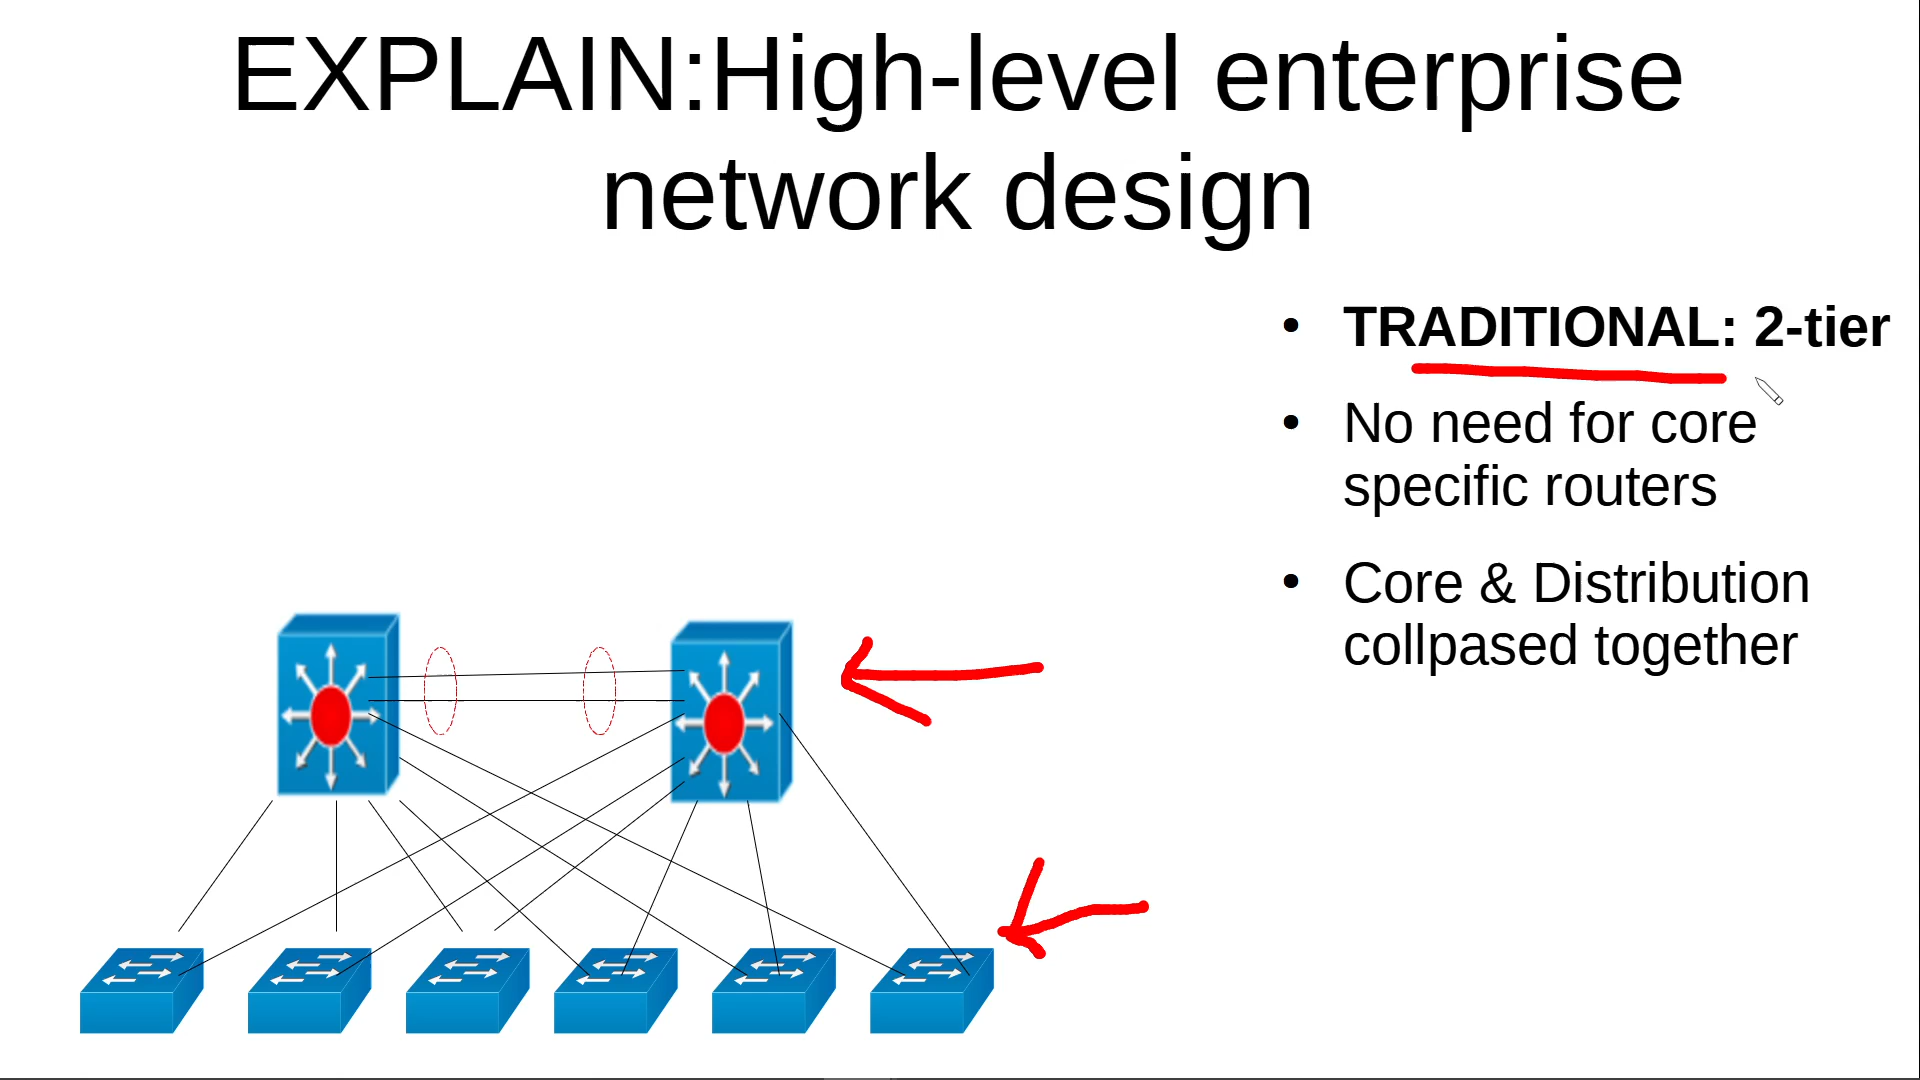 EXPLAIN:High-level enterprise
network design
• TRADITIONAL: 2-tier
• No need for core
specific routers
• Core & Distribution
collpased together